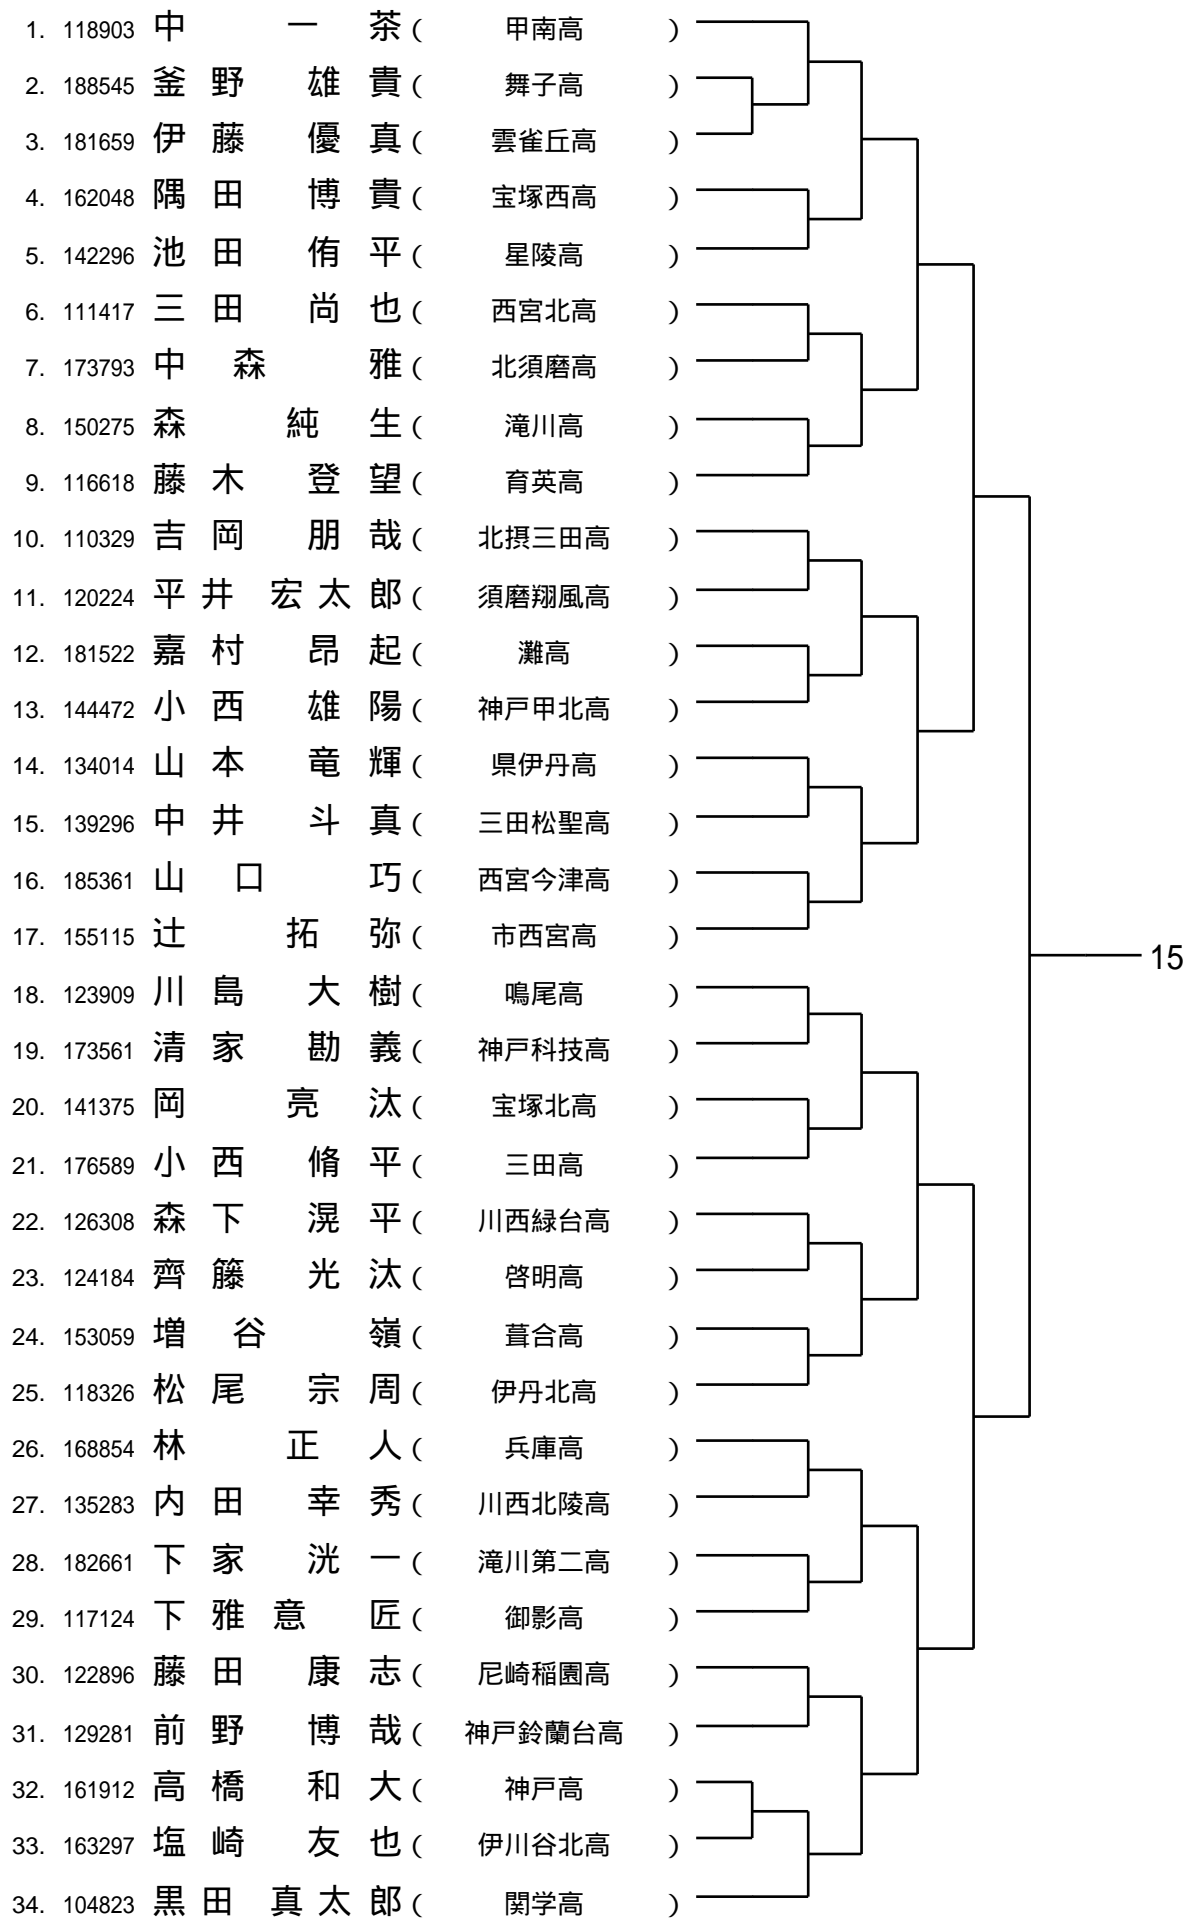 1. 118903 中 一 茶 ( 甲南高 )
2. 188545 釜 野 雄 貴 ( 舞子高 )
3. 181659 伊 藤 優 真 ( 雲雀丘高 )
4. 162048 隅 田 博 貴 ( 宝塚西高 )
5. 142296 池 田 侑 平 ( 星陵高 )
6. 111417 三 田 尚 也 ( 西宮北高 )
7. 173793 中 森 雅 ( 北須磨高 )
8. 150275 森 純 生 ( 滝川高 )
9. 116618 藤 木 登 望 ( 育英高 )
10. 110329 吉 岡 朋 哉 ( 北摂三田高 )
11. 120224 平 井 宏 太 郎 ( 須磨翔風高 )
12. 181522 嘉 村 昂 起 ( 灘高 )
13. 144472 小 西 雄 陽 ( 神戸甲北高 )
14. 134014 山 本 竜 輝 ( 県伊丹高 )
15. 139296 中 井 斗 真 ( 三田松聖高 )
16. 185361 山 口 巧 ( 西宮今津高 )
17. 155115 辻 拓 弥 ( 市西宮高 )
15
18. 123909 川 島 大 樹 ( 鳴尾高 )
19. 173561 清 家 勘 義 ( 神戸科技高 )
20. 141375 岡 亮 汰 ( 宝塚北高 )
21. 176589 小 西 脩 平 ( 三田高 )
22. 126308 森 下 滉 平 ( 川西緑台高 )
23. 124184 齊 籐 光 汰 ( 啓明高 )
24. 153059 増 谷 嶺 ( 葺合高 )
25. 118326 松 尾 宗 周 ( 伊丹北高 )
26. 168854 林 正 人 ( 兵庫高 )
27. 135283 内 田 幸 秀 ( 川西北陵高 )
28. 182661 下 家 洸 一 ( 滝川第二高 )
29. 117124 下 雅 意 匠 ( 御影高 )
30. 122896 藤 田 康 志 ( 尼崎稲園高 )
31. 129281 前 野 博 哉 ( 神戸鈴蘭台高 )
32. 161912 高 橋 和 大 ( 神戸高 )
33. 163297 塩 崎 友 也 ( 伊川谷北高 )
34. 104823 黒 田 真 太 郎 ( 関学高 )